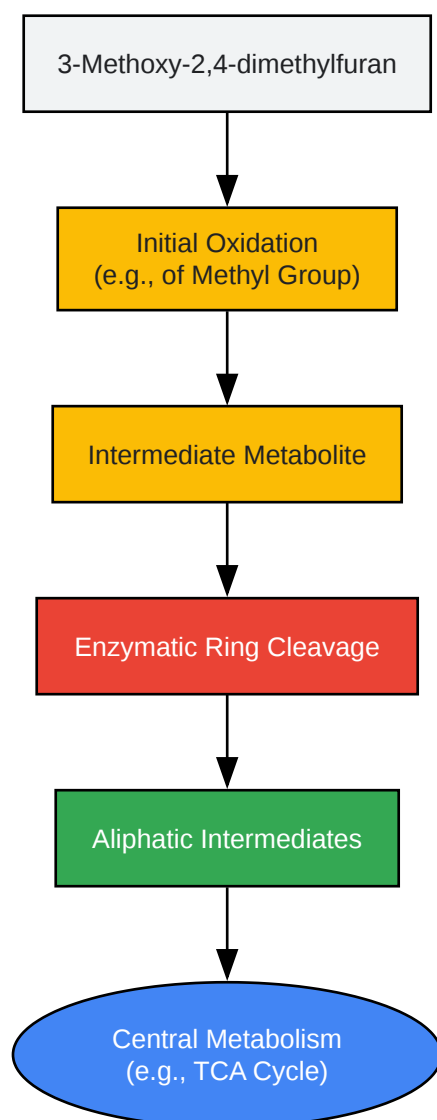 3-Methoxy-2,4-dimethylfuran
Initial Oxidation
(e.g., of Methyl Group)
Intermediate Metabolite
Enzymatic Ring Cleavage
Aliphatic Intermediates
Central Metabolism
(e.g., TCA Cycle)